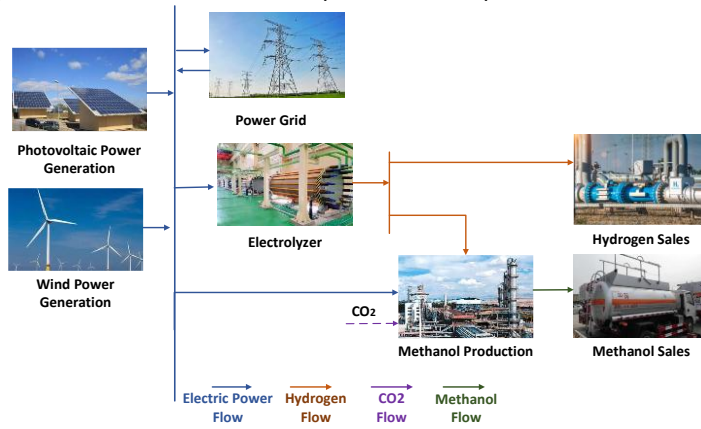 Power Grid
Photovoltaic Power
Generation
Electrolyzer
Hydrogen Sales
Wind Power
Generation
CO2
Methanol Production
Methanol Sales
Electric Power
Flow
Hydrogen
Flow
CO2
Flow
Methanol
Flow